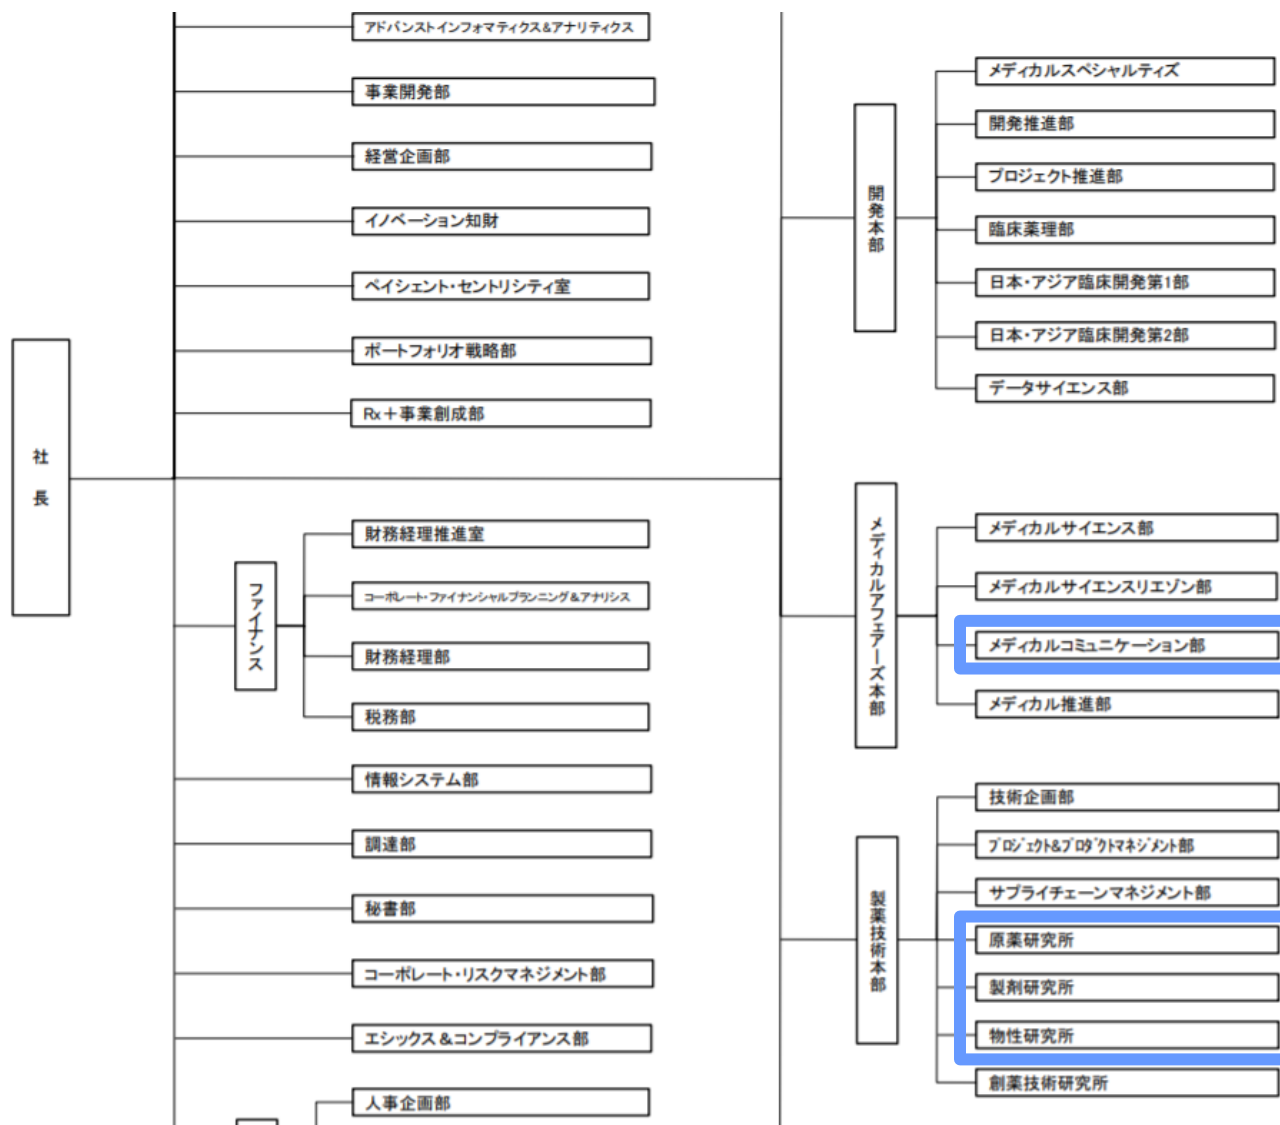 社長
アドバンストインフォマティクス&アナリティクス
事業開発部
経営企画部
イノベーション知財
ペイシェント・セントリシティ室
ポートフォリオ戦略部
Rx+事業創成部
ファイナンス
財務経理推進室
コーポレート・ファイナンシャルプランニング&アナリシス
財務経理部
税務部
情報システム部
調達部
秘書部
コーポレート・リスクマネジメント部
エシックス&コンプライアンス部
人事企画部
開発本部
メディカルスペシャルティズ
開発推進部
プロジェクト推進部
臨床薬理部
日本・アジア臨床開発第1部
日本・アジア臨床開発第2部
データサイエンス部
メディカルアフェアーズ本部
メディカルサイエンス部
メディカルサイエンスリエゾン部
メディカルコミュニケーション部
メディカル推進部
製薬技術本部
技術企画部
プロジェクト&プロダクトマネジメント部
サプライチェーンマネジメント部
原薬研究所
製剤研究所
物性研究所
創薬技術研究所